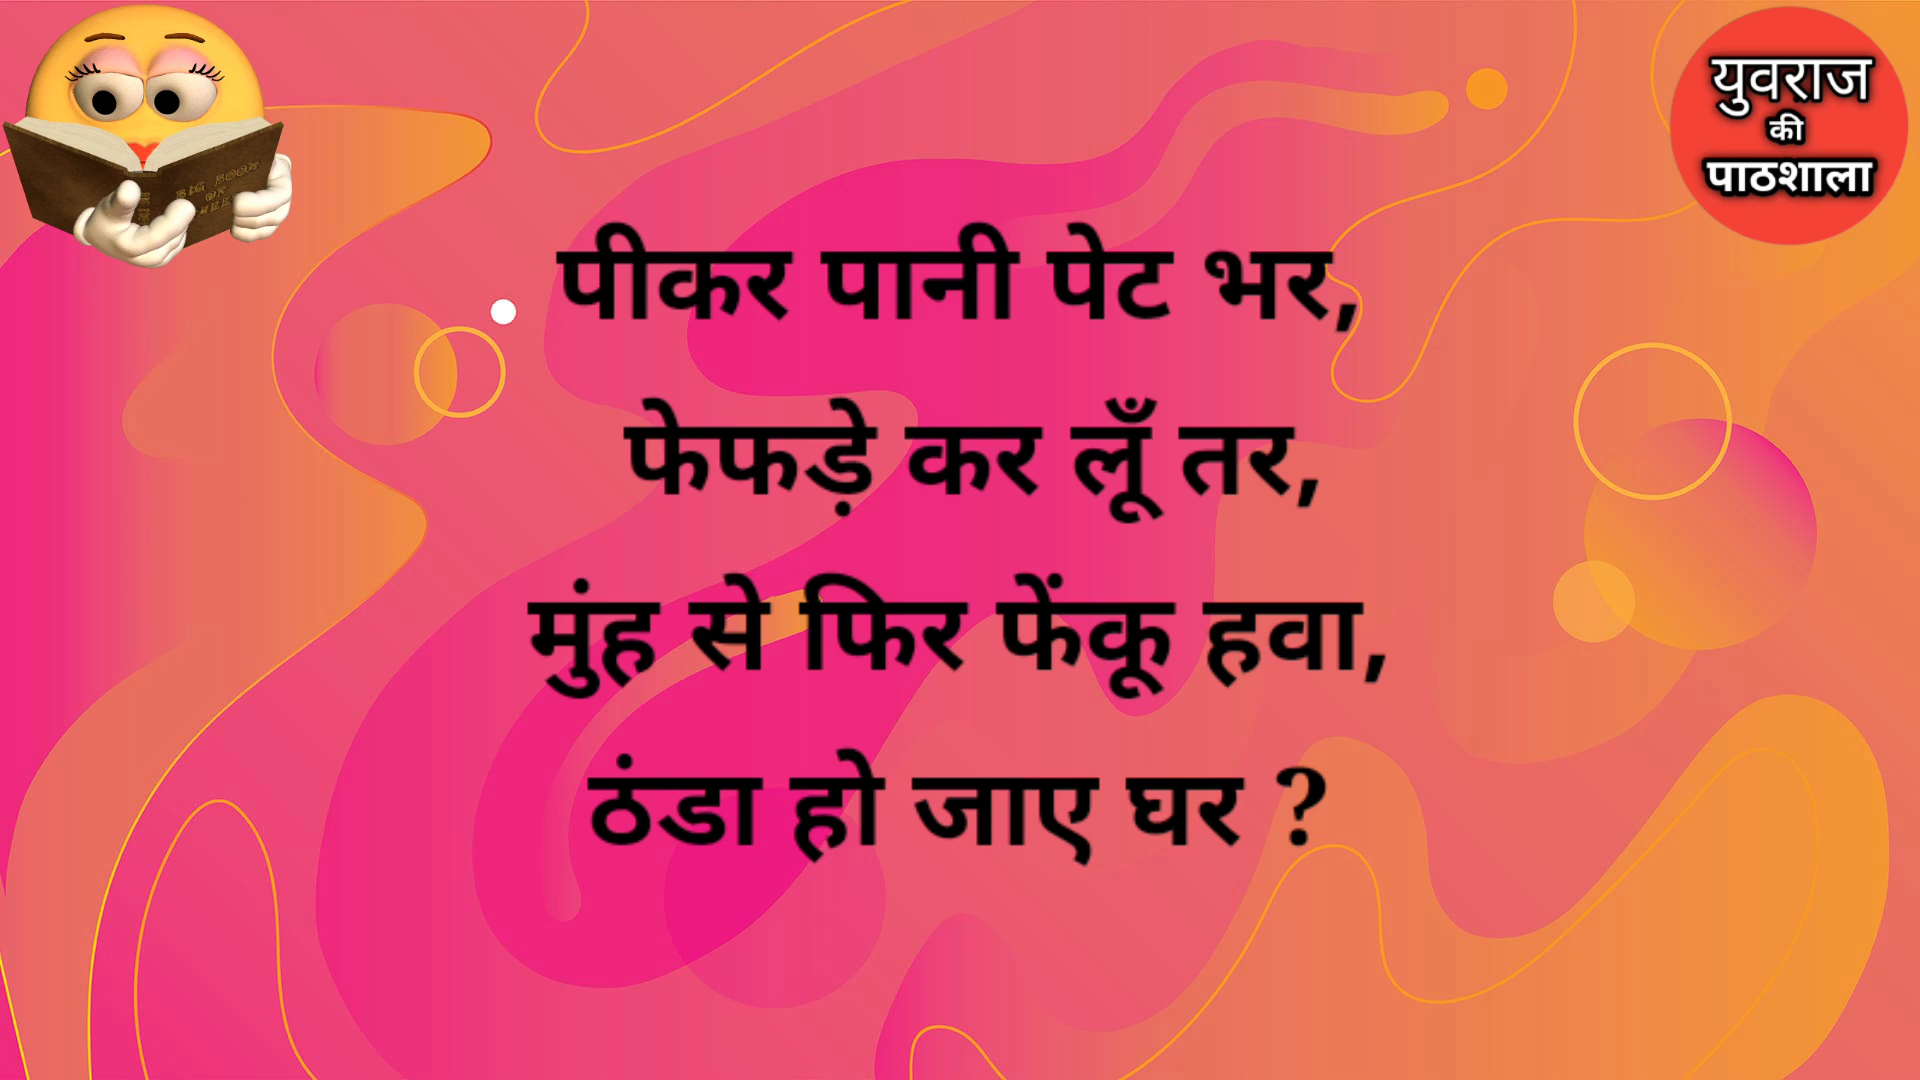 युवराज
की
पाठशाला
पीकर पानी पेट भर,
फेफड़े कर लूँ तर,
मुंह से फिर फेंकू हवा,
ठंडा हो जाए घर ?